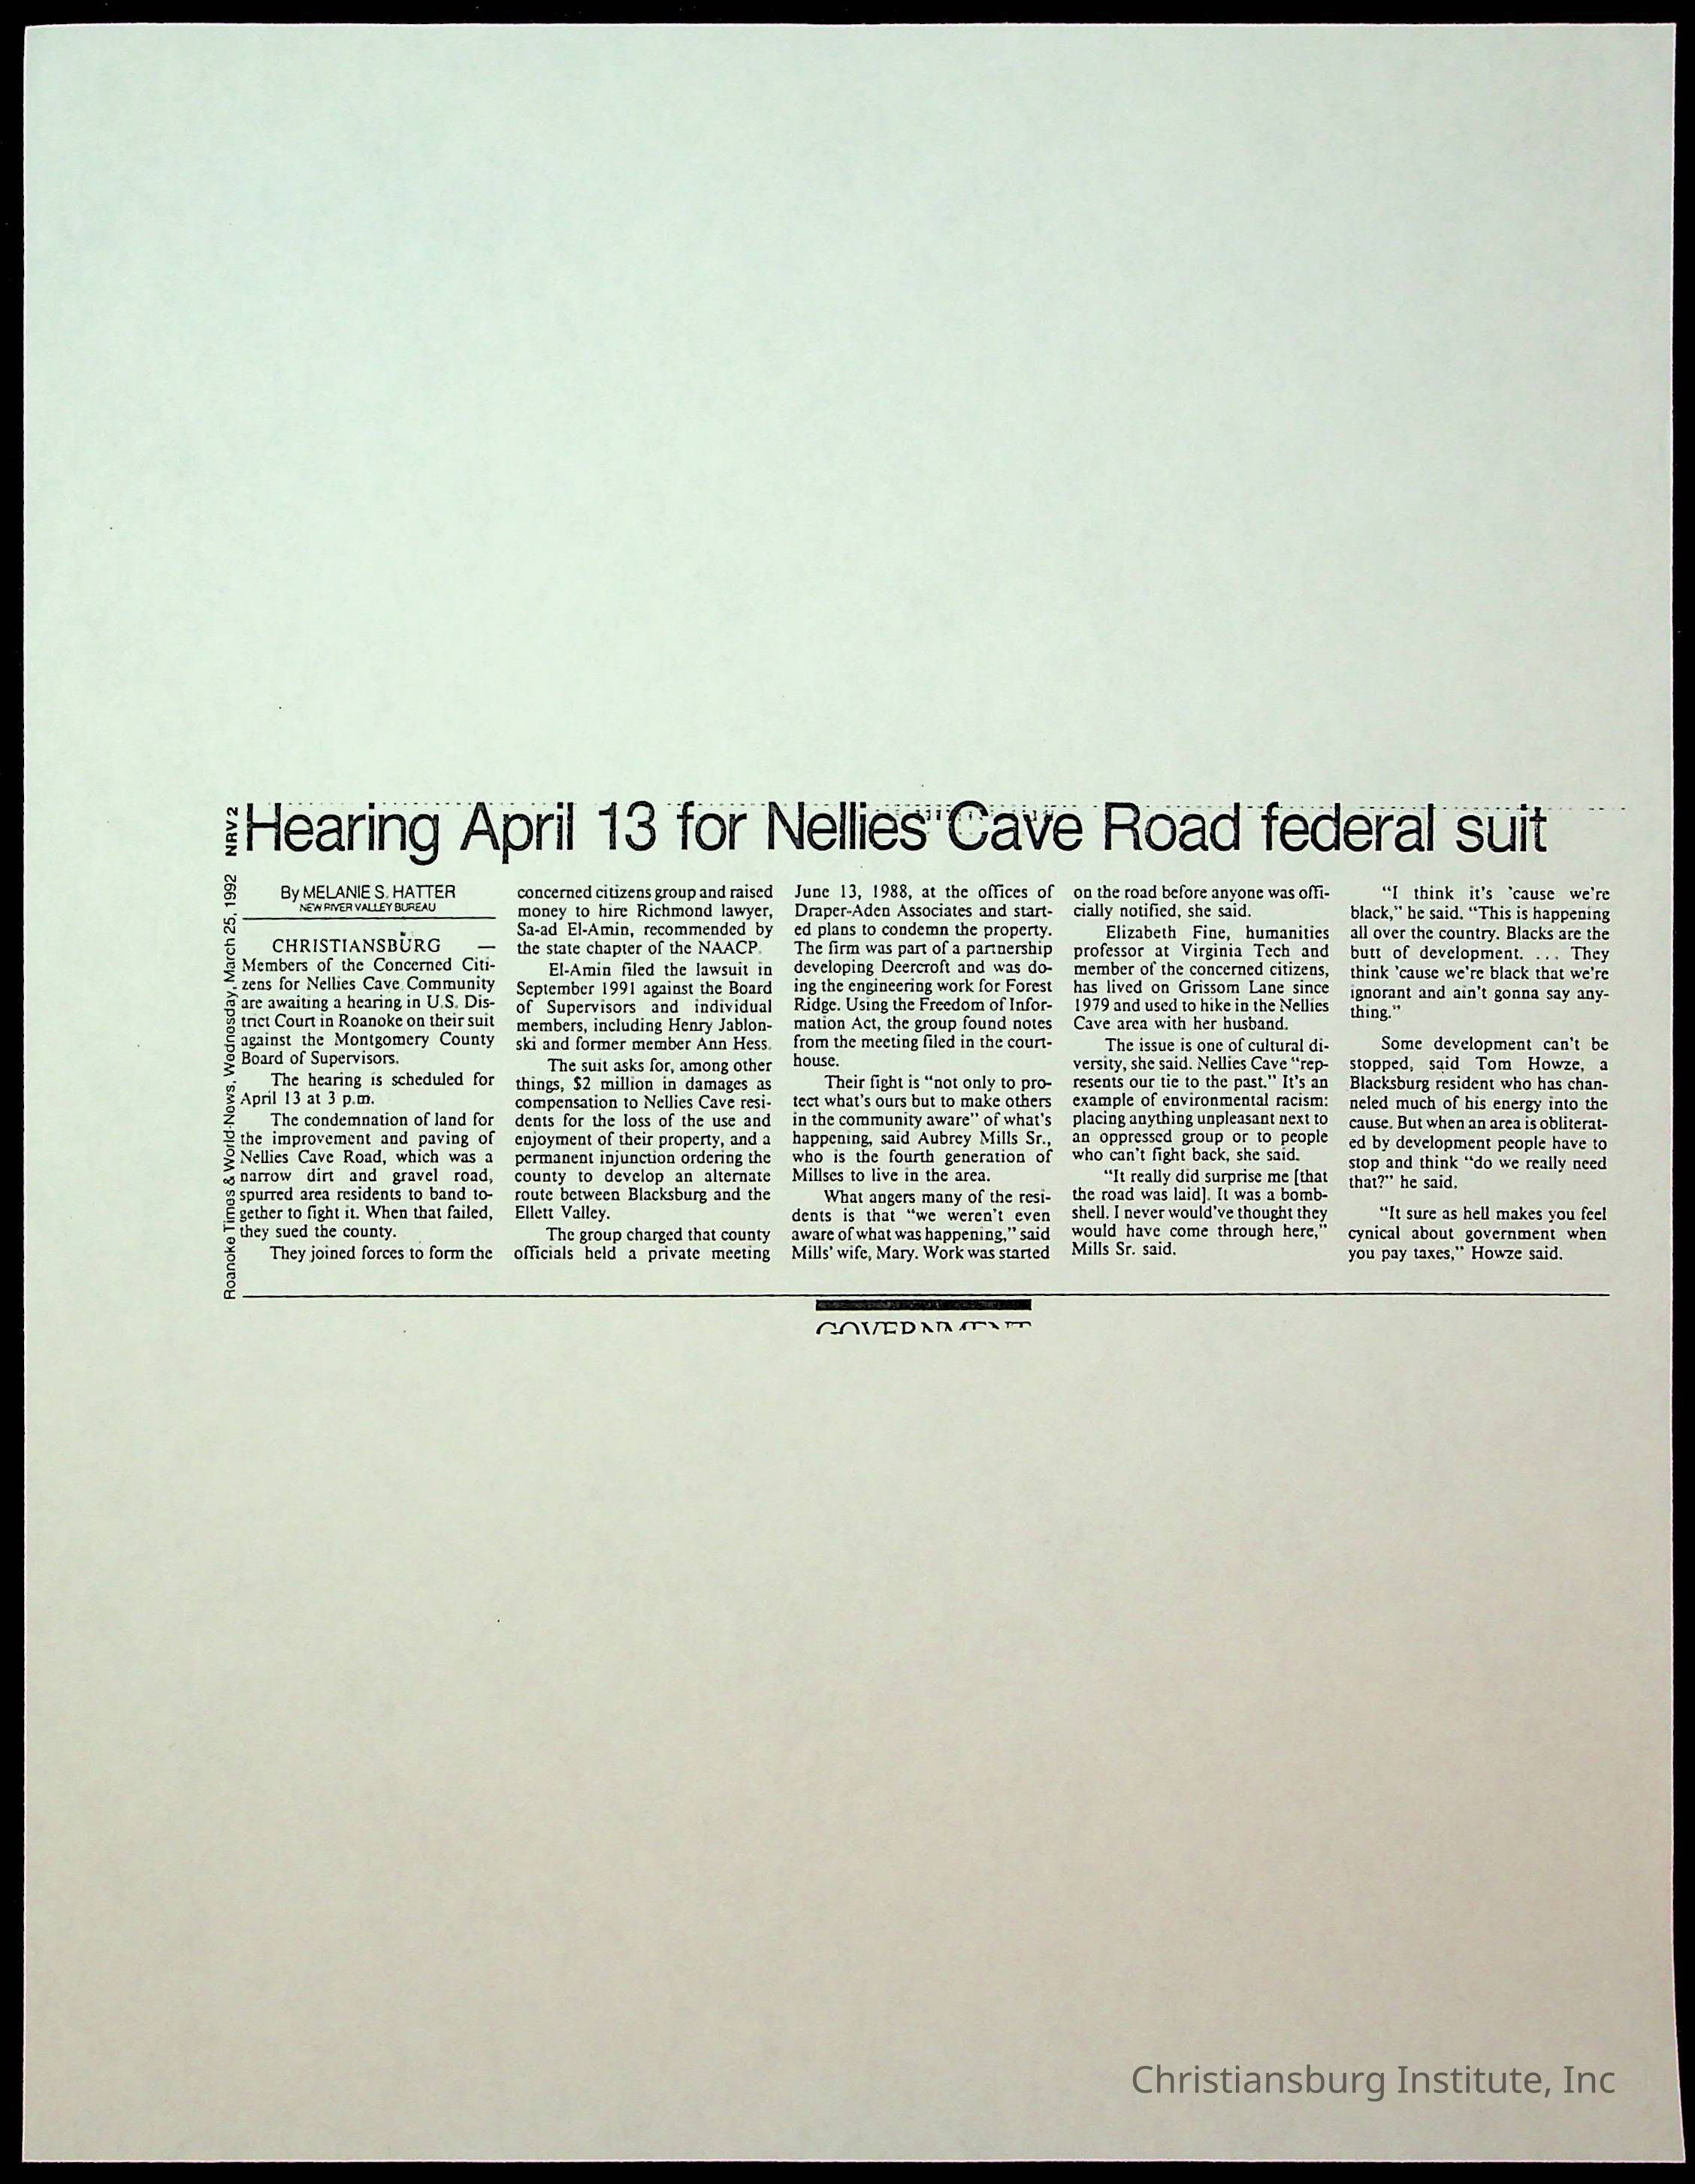 Roanoke Times & World-News, Wednesday, March 25, 1992 NRV 2
Hearing April 13 for Nellies Cave Road federal suit
By MELANIE S. HATTER
NEW RIVER VALLEY BUREAU
CHRISTIANSBURG —
Members of the Concerned Citi-
zens for Nellies Cave Community
are awaiting a hearing in U.S. Dis-
trict Court in Roanoke on their suit
against the Montgomery County
Board of Supervisors.
The hearing is scheduled for
April 13 at 3 p.m.
The condemnation of land for
the improvement and paving of
Nellies Cave Road, which was a
narrow dirt and gravel road,
spurred area residents to band to-
gether to fight it. When that failed,
they sued the county.
They joined forces to form the
concerned citizens group and raised
money to hire Richmond lawyer,
Sa-ad El-Amin, recommended by
the state chapter of the NAACP.
El-Amin filed the lawsuit in
September 1991 against the Board
of Supervisors and individual
members, including Henry Jablon-
ski and former member Ann Hess.
The suit asks for, among other
things, $2 million in damages as
compensation to Nellies Cave resi-
dents for the loss of the use and
enjoyment of their property, and a
permanent injunction ordering the
county to develop an alternate
route between Blacksburg and the
Ellett Valley.
The group charged that county
officials held a private meeting
June 13, 1988, at the offices of
Draper-Aden Associates and start-
ed plans to condemn the property.
The firm was part of a partnership
developing Deercroft and was do-
ing the engineering work for Forest
Ridge. Using the Freedom of Infor-
mation Act, the group found notes
from the meeting filed in the court-
house.
Their fight is "not only to pro-
tect what's ours but to make others
in the community aware" of what's
happening, said Aubrey Mills Sr.,
who is the fourth generation of
Millses to live in the area.
What angers many of the resi-
dents is that "we weren't even
aware of what was happening," said
Mills' wife, Mary. Work was started
on the road before anyone was offi-
cially notified, she said.
Elizabeth Fine, humanities
professor at Virginia Tech and
member of the concerned citizens,
has lived on Grissom Lane since
1979 and used to hike in the Nellies
Cave area with her husband.
The issue is one of cultural di-
versity, she said. Nellies Cave "rep-
resents our tie to the past." It's an
example of environmental racism:
placing anything unpleasant next to
an oppressed group or to people
who can't fight back, she said.
"It really did surprise me [that
the road was laid]. It was a bomb-
shell. I never would've thought they
would have come through here,"
Mills Sr. said.
"I think it's 'cause we're
black," he said. "This is happening
all over the country. Blacks are the
butt of development. ... They
think 'cause we're black that we're
ignorant and ain't gonna say any-
thing."
Some development can't be
stopped, said Tom Howze, a
Blacksburg resident who has chan-
neled much of his energy into the
cause. But when an area is obliterat-
ed by development people have to
stop and think "do we really need
that?" he said.
"It sure as hell makes you feel
cynical about government when
you pay taxes," Howze said.
GOVERNMENT
Christiansburg Institute, Inc